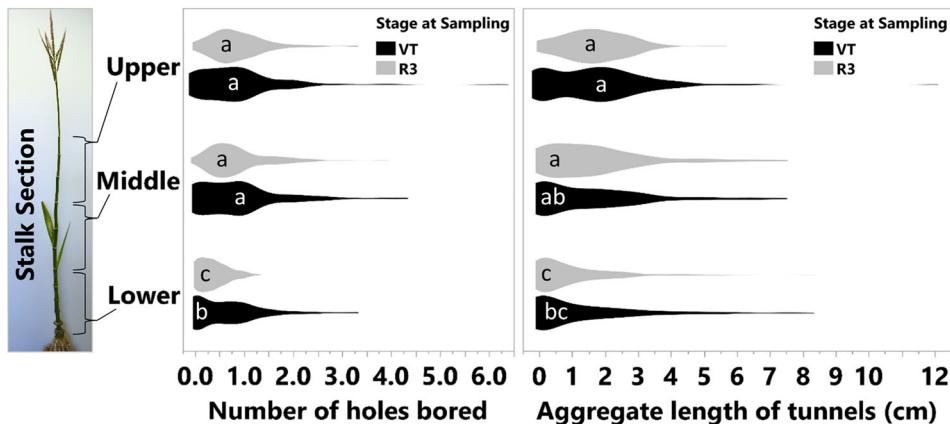 Stalk Section
Upper
Middle
Lower
Stage at Sampling
VT
R3
a
a
a
a
c
b
0.0 1.0 2.0 3.0 4.0 5.0 6.0
Number of holes bored
Stage at Sampling
VT
R3
a
a
a
ab
c
bc
0 1 2 3 4 5 6 7 8 9 10 12
Aggregate length of tunnels (cm)